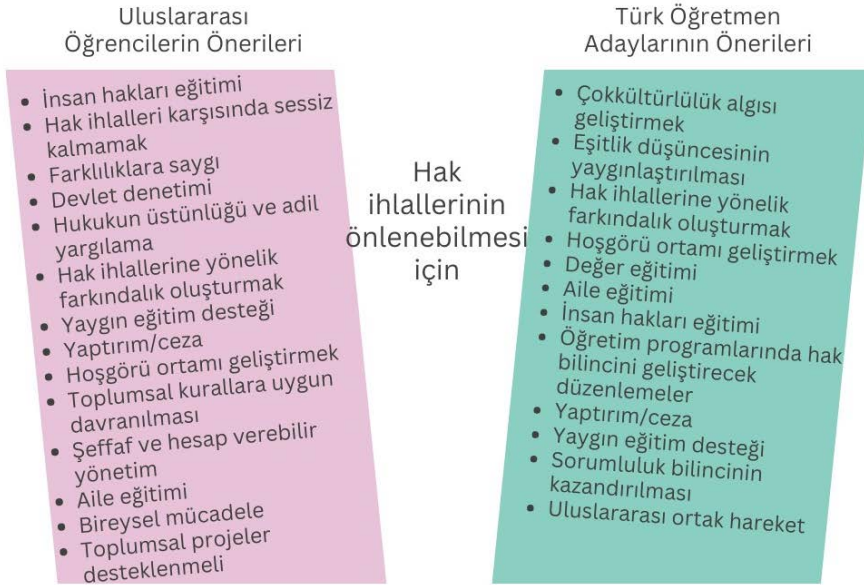 Uluslararası
Öğrencilerin Önerileri
• İnsan hakları eğitimi
• Hak ihlalleri karşısında sessiz
kalmamak
• Farklılıklara saygı
• Devlet denetimi
• Hukukun üstünlüğü ve adil
yargılama
• Hak ihlallerine yönelik
farkındalık oluşturmak
• Yaygın eğitim desteği
• Yaptırım/ceza
• Hoşgörü ortamı geliştirmek
• Toplumsal kurallara uygun
davranılması
• Şeffaf ve hesap verebilir
yönetim
• Aile eğitimi
• Bireysel mücadele
• Toplumsal projeler
desteklenmeli
Hak
ihlallerinin
önlenebilmesi
için
Türk Öğretmen
Adaylarının Önerileri
• Çokkültürlülük algısı
geliştirmek
• Eşitlik düşüncesinin
yaygınlaştırılması
• Hak ihlallerine yönelik
farkındalık oluşturmak
• Hoşgörü ortamı geliştirmek
• Değer eğitimi
• Aile eğitimi
• İnsan hakları eğitimi
• Öğretim programlarında hak
bilincini geliştirecek
düzenlemeler
• Yaptırım/ceza
• Yaygın eğitim desteği
• Sorumluluk bilincinin
kazandırılması
• Uluslararası ortak hareket